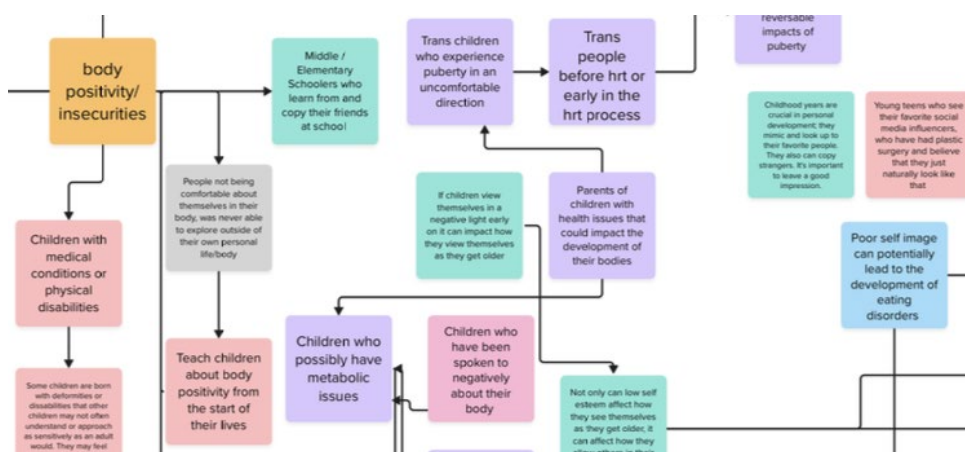 body
positivity/
insecurities
Middle /
Elementary
Schoolers who
learn from and
copy their friends
at school
Trans children
who experience
puberty in an
uncomfortable
direction
Trans
people before
hrt or
early in the
hrt process
reversable
impacts of
puberty
Childhood years are
crucial in personal
development; they
mimic and look up to
their favorite people.
They also can copy
strangers. It's important
to leave a good
impression.
Young teens who see
their favorite social
media influencers,
who have had plastic
surgery and believe
that they just
naturally look like
that
People not being
comfortable about
themselves in their
body, was never able
to explore outside of
their own personal
life/body
If children view
themselves in a
negative light early
on it can impact how
they view themselves
as they get older
Parents of
children with
health issues that
could impact the
development of
their bodies
Children with
medical
conditions or
physical
disabilities
Poor self image
can potentially
lead to the
development of
eating
disorders
Teach children
about body
positivity from
the start of
their lives
Children who
possibly have
metabolic
issues
Children who
have been
spoken to
negatively
about their
body
Some children are born
with deformities or
disabilities that other
children may not often
understand or approach
as sensitively as an adult
would. They may feel
Not only can low self
esteem affect how
they see themselves
as they get older, it
can affect how they
allow others in their